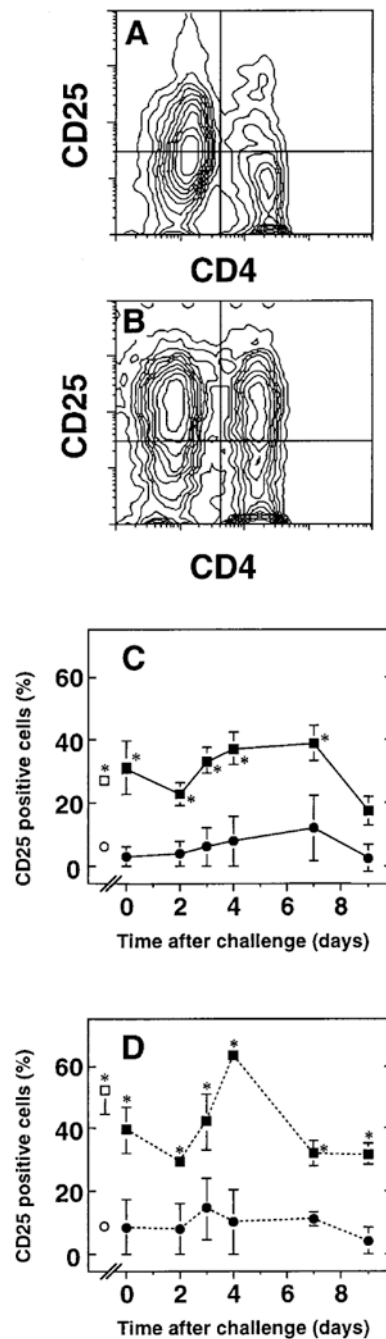 A
CD25
CD4
B
CD25
CD4
C
CD25 positive cells (%)
60
40
20
0
*
*
*
*
*
*
0 2 4 6 8
Time after challenge (days)
D
CD25 positive cells (%)
60
40
20
0
*
*
*
*
*
*
*
0 2 4 6 8
Time after challenge (days)